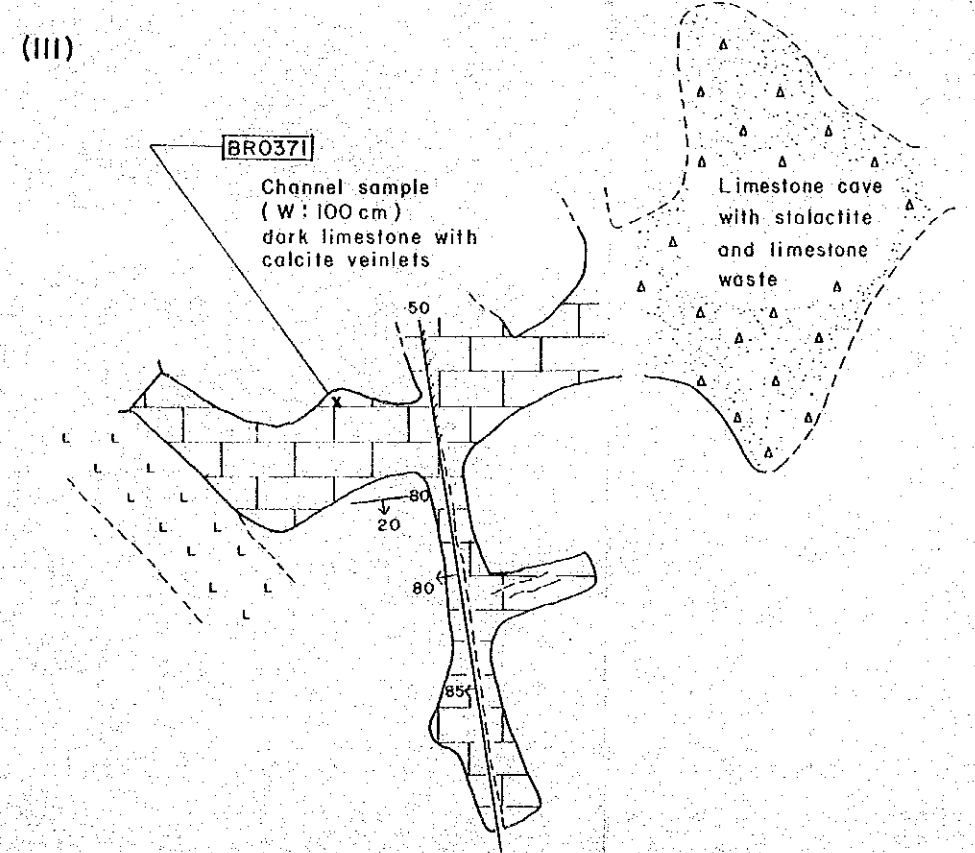 (III)
BR0371
Channel sample
(W : 100 cm)
dark limestone with
calcite veinlets
Limestone cave
with stalactite
and limestone
waste
50
80
20
80
85